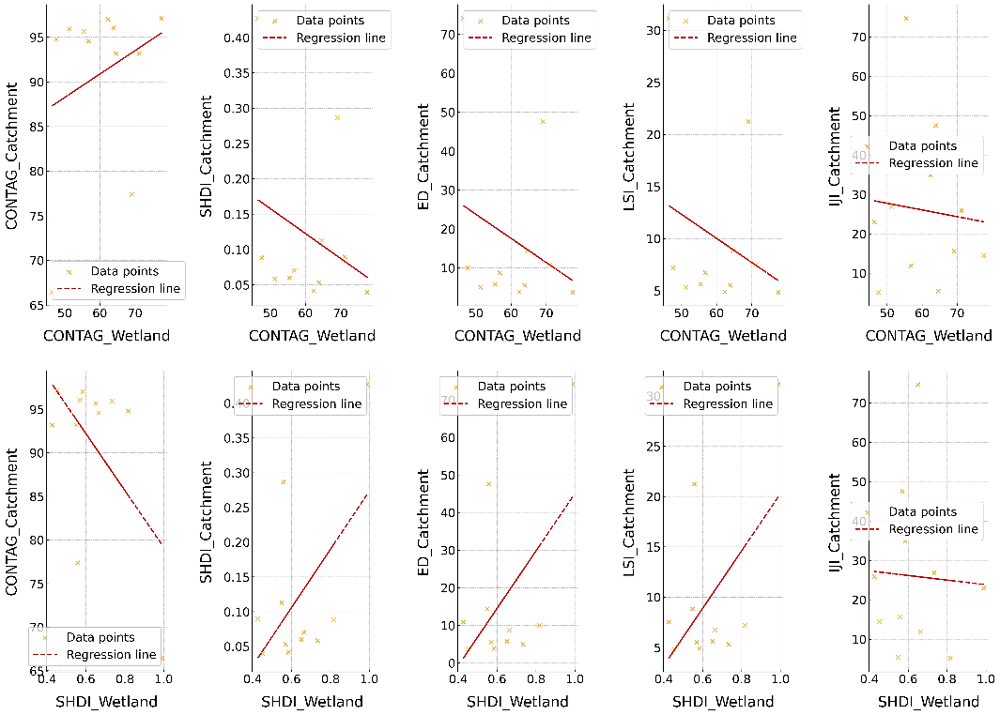 CONTAG_Catchment
95
90
85
80
75
70
65
Data points
Regression line
50
60
70
CONTAG_Wetland
SHDI_Catchment
0.40
0.35
0.30
0.25
0.20
0.15
0.10
0.05
Data points
Regression line
50
60
70
CONTAG_Wetland
ED_Catchment
70
60
50
40
30
20
10
Data points
Regression line
50
60
70
CONTAG_Wetland
LSI_Catchment
30
25
20
15
10
5
Data points
Regression line
50
60
70
CONTAG_Wetland
IJI_Catchment
70
60
50
40
30
20
10
Data points
Regression line
50
60
70
CONTAG_Wetland
CONTAG_Catchment
95
90
85
80
75
70
65
Data points
Regression line
0.4
0.6
0.8
1.0
SHDI_Wetland
SHDI_Catchment
0.40
0.35
0.30
0.25
0.20
0.15
0.10
0.05
Data points
Regression line
0.4
0.6
0.8
1.0
SHDI_Wetland
ED_Catchment
70
60
50
40
30
20
10
0
Data points
Regression line
0.4
0.6
0.8
1.0
SHDI_Wetland
LSI_Catchment
30
25
20
15
10
5
Data points
Regression line
0.4
0.6
0.8
1.0
SHDI_Wetland
IJI_Catchment
70
60
50
40
30
20
10
Data points
Regression line
0.4
0.6
0.8
1.0
SHDI_Wetland